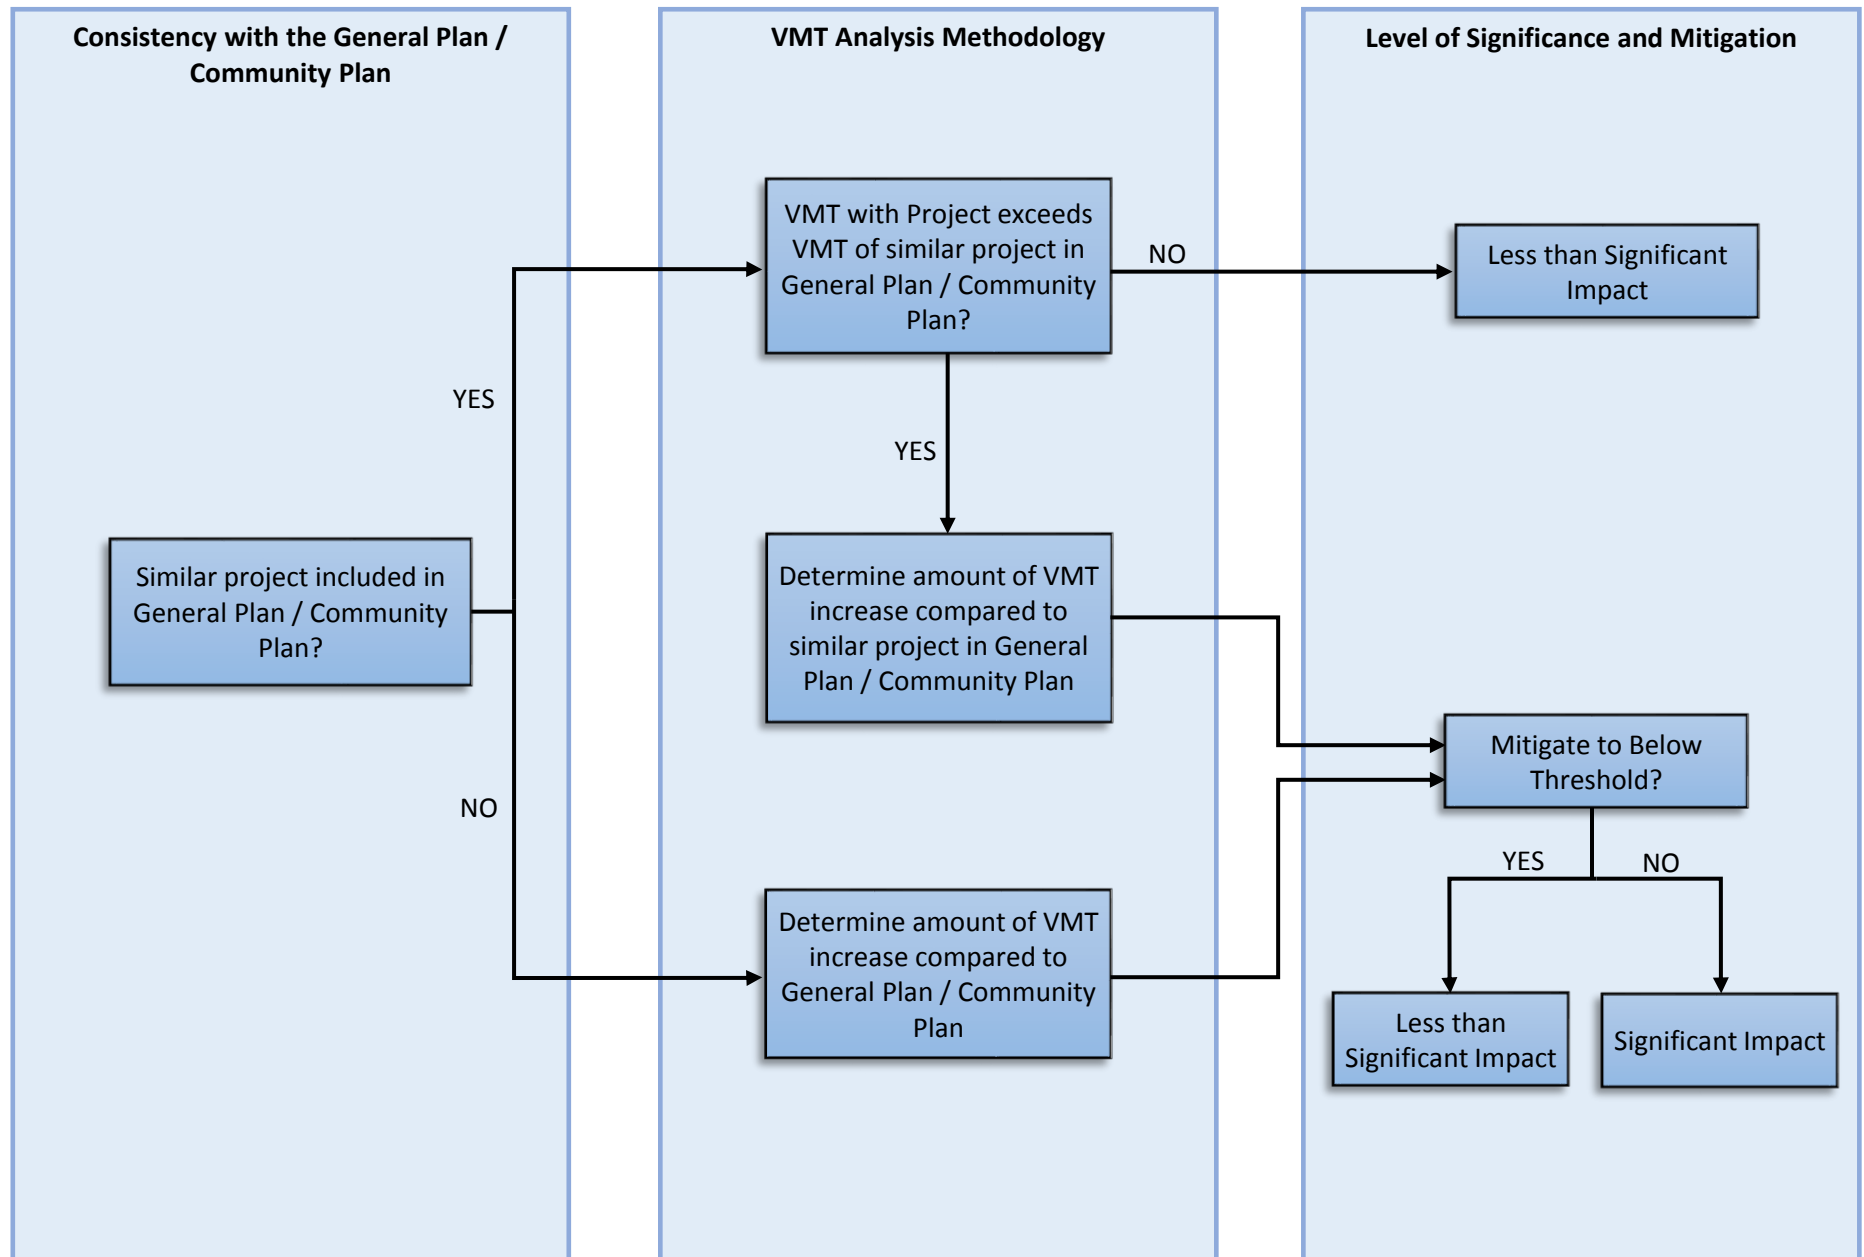 Consistency with the General Plan /
Community Plan
VMT Analysis Methodology
Level of Significance and Mitigation
VMT with Project exceeds
VMT of similar project in
General Plan / Community
Plan?
NO
Less than Significant
Impact
YES
YES
Similar project included in
General Plan / Community
Plan?
Determine amount of VMT
increase compared to
similar project in General
Plan / Community Plan
Mitigate to Below
Threshold?
NO
YES
NO
Determine amount of VMT
increase compared to
General Plan / Community
Plan
Less than
Significant Impact
Significant Impact